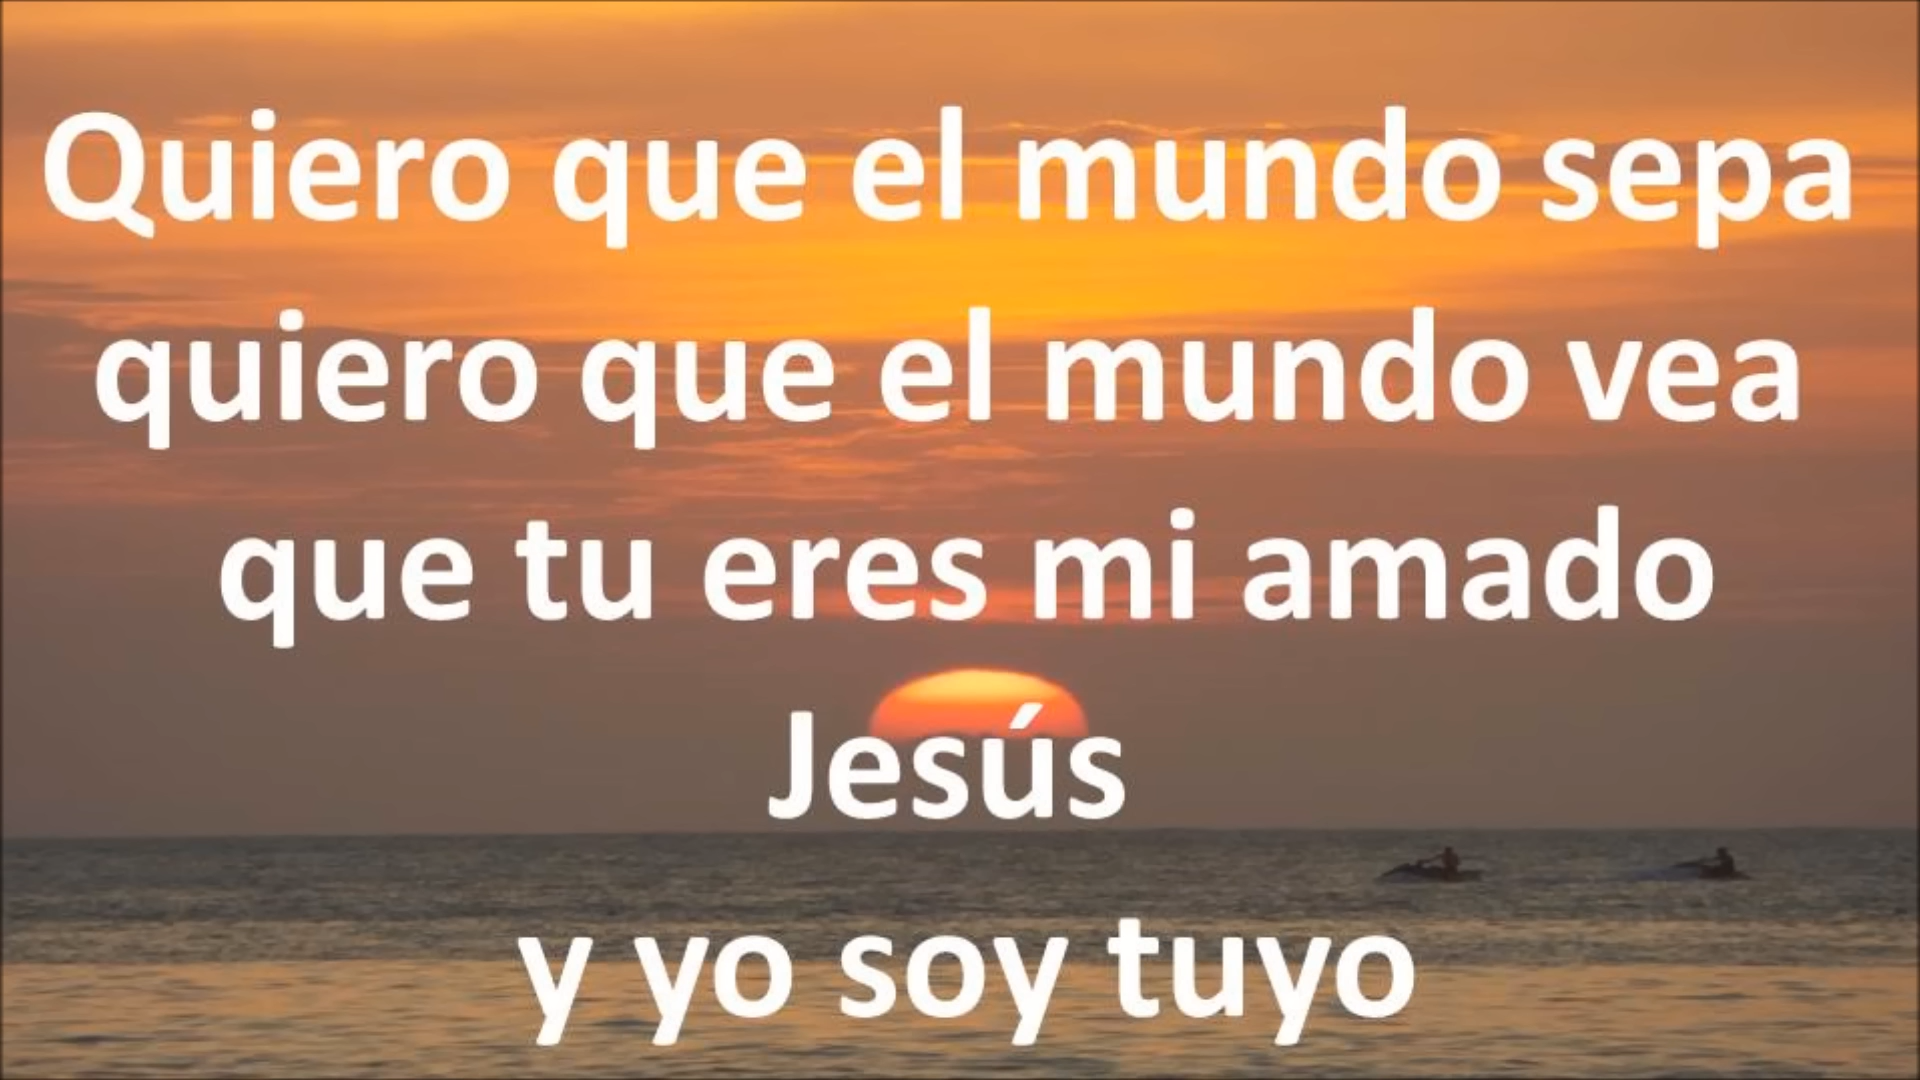 Quiero que el mundo sepa
quiero que el mundo vea
que tu eres mi amado
Jesús
y yo soy tuyo